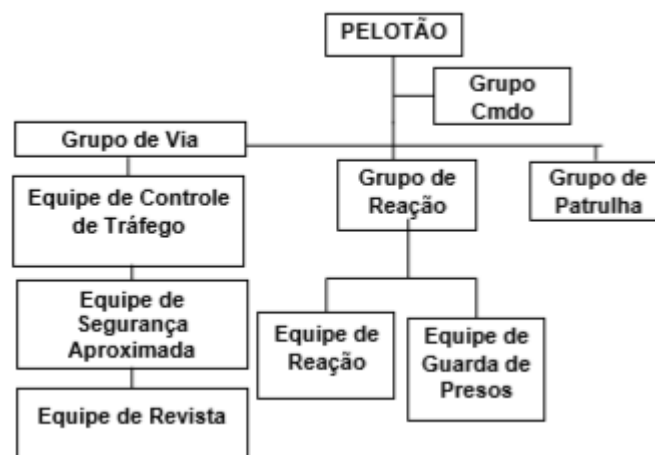 PELOTÃO
Grupo
Cmdo
Grupo de Via
Grupo de
Reação
Grupo de
Patrulha
Equipe de Controle
de Tráfego
Equipe de
Segurança
Aproximada
Equipe de
Reação
Equipe de
Guarda de
Presos
Equipe de Revista